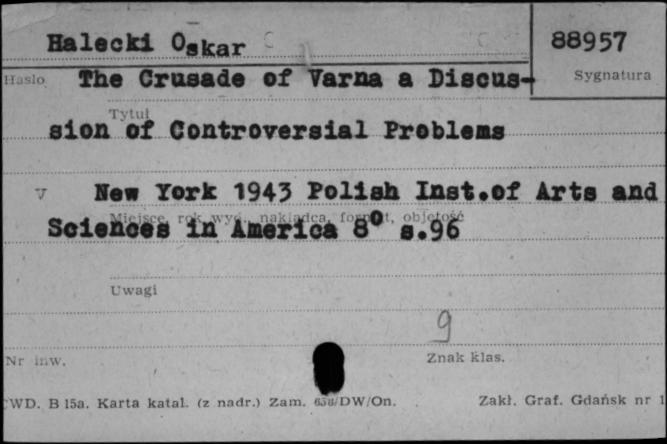 Halecki Oskar
88957
Hasło
The Crusade of Varna a Discus-
Sygnatura
Tytuł
sion of Controversial Problems
V New York 1943 Polish Inst.of Arts and
Miejsce, rok wyd., nakładca, format, objętość
Sciences in America 8° s.96
Uwagi
9
Nr inw.
Znak klas.
WD. B 15a. Karta katal. (z nadr.) Zam. /DW/On.
Zakł. Graf. Gdańsk nr 1